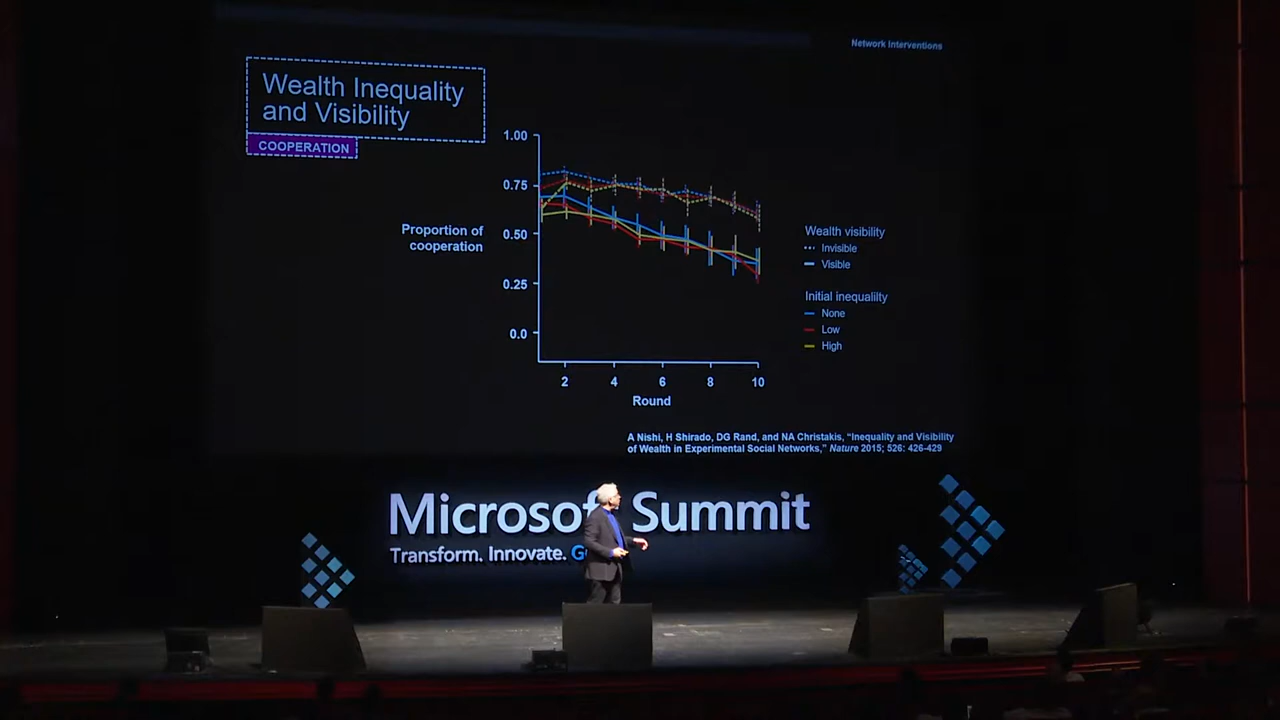 Network Interventions
Wealth Inequality
and Visibility
COOPERATION
1.00
0.75
0.50
0.25
0.0
Proportion of
cooperation
2 4 6 8 10
Round
Wealth visibility
Invisible
Visible
Initial inequaliity
None
Low
High
A Nishi, H Shirado, DG Rand, and NA Christakis, “Inequality and Visibility
of Wealth in Experimental Social Networks,” Nature 2015; 526: 426-429
Microsof Summit
Transform. Innovate. G